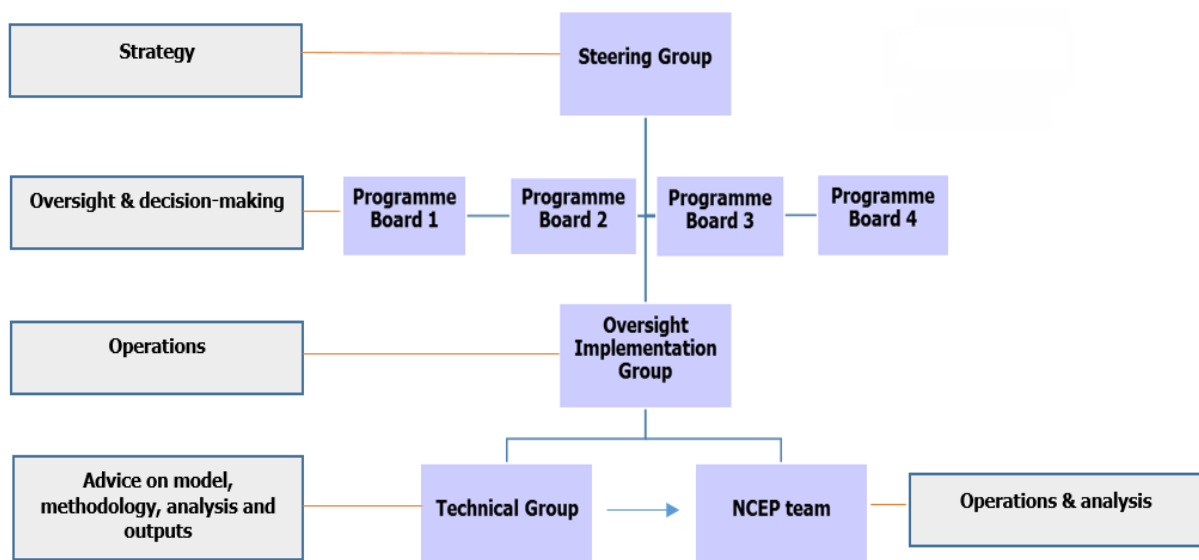 Strategy
Steering Group
Oversight & decision-making
Programme
Board 1
Programme
Board 2
Programme
Board 3
Programme
Board 4
Operations
Oversight
Implementation
Group
Advice on model,
methodology, analysis and
outputs
Technical Group
NCEP team
Operations & analysis